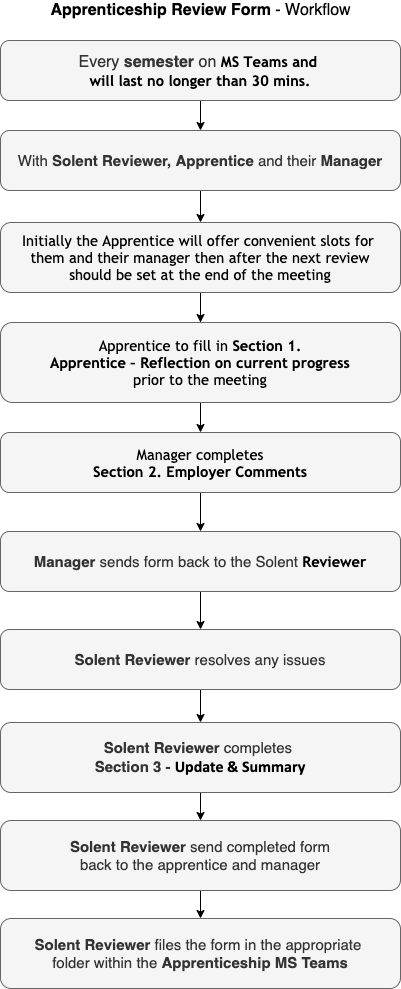 Apprenticeship Review Form - Workflow
Every semester on MS Teams and
will last no longer than 30 mins.
With Solent Reviewer, Apprentice and their Manager
Initially the Apprentice will offer convenient slots for
them and their manager then after the next review
should be set at the end of the meeting
Apprentice to fill in Section 1.
Apprentice – Reflection on current progress
prior to the meeting
Manager completes
Section 2. Employer Comments
Manager sends form back to the Solent Reviewer
Solent Reviewer resolves any issues
Solent Reviewer completes
Section 3 - Update & Summary
Solent Reviewer send completed form
back to the apprentice and manager
Solent Reviewer files the form in the appropriate
folder within the Apprenticeship MS Teams